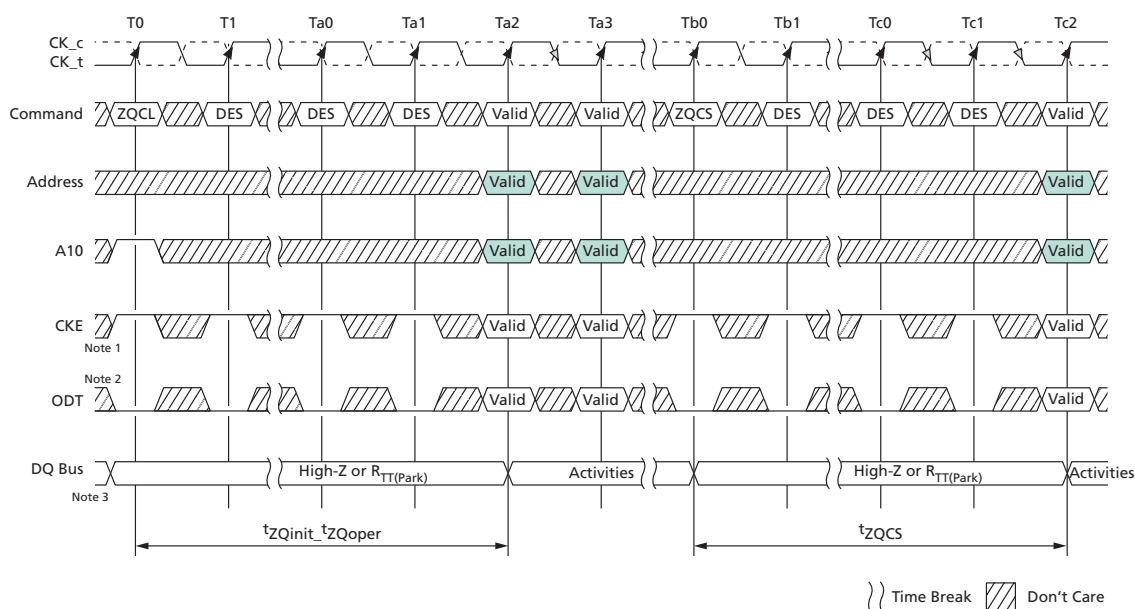 T0 T1 Ta0 Ta1 Ta2 Ta3 Tb0 Tb1 Tc0 Tc1 Tc2
CK_c
CK_t
Command ZQCL DES DES DES Valid Valid ZQCS DES DES DES Valid
Address Valid Valid Valid
A10 Valid Valid Valid
CKE Valid Valid Valid
Note 1
Note 2
ODT Valid Valid Valid
DQ Bus High-Z or RTT(Park) Activities High-Z or RTT(Park) Activities
Note 3
tZQinit_tZQoper tZQCS
Time Break Don't Care